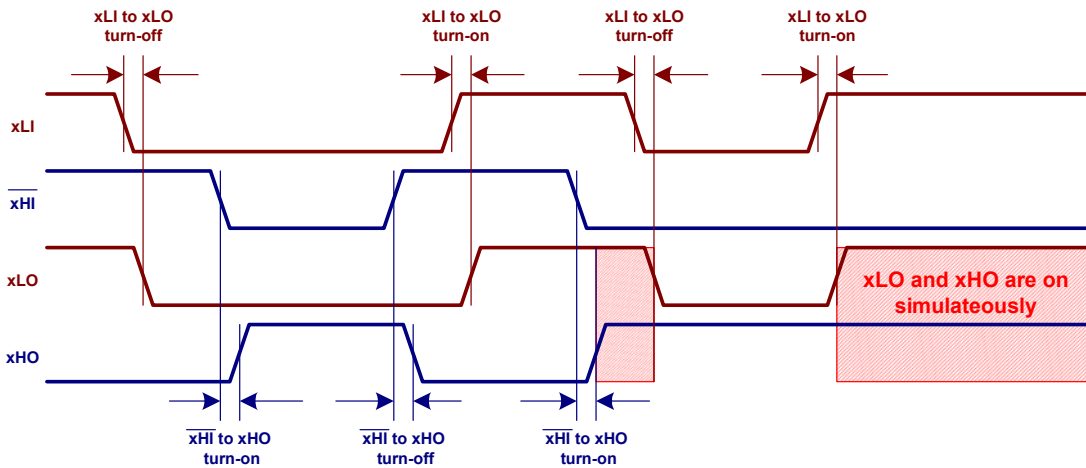 xLI to xLO
turn-off
xLI to xLO
turn-on
xLI to xLO
turn-off
xLI to xLO
turn-on
xLI
xHI
xLO
xLO and xHO are on
simulateously
xHO
xHI to xHO
turn-on
xHI to xHO
turn-off
xHI to xHO
turn-on